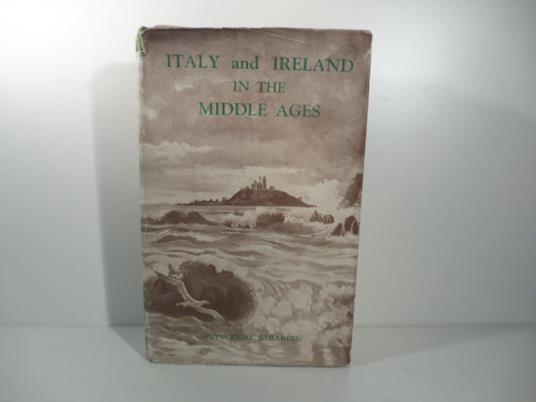 ITALY and IRELAND
IN THE
MIDDLE AGES
VINCENZO BERARDIS